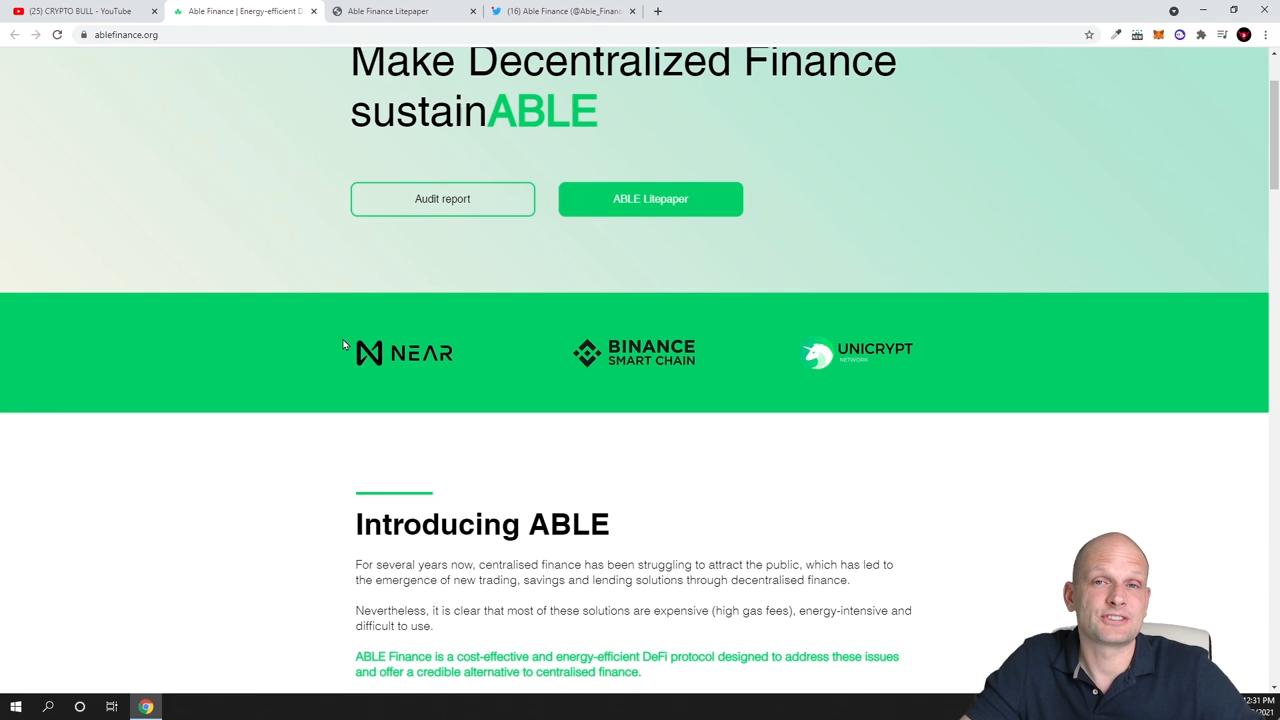 (25) CRYPTO BULL - YouTube
Able Finance | Energy-efficient D
Able Finance Litepaper
(16) Able Finance (@Able_Financ
ablefinance.org
Make Decentralized Finance
sustainABLE
Audit report
ABLE Litepaper
NEAR
BINANCE
SMART CHAIN
UNICRYPT
NETWORK
Introducing ABLE
For several years now, centralised finance has been struggling to attract the public, which has led to
the emergence of new trading, savings and lending solutions through decentralised finance.
Nevertheless, it is clear that most of these solutions are expensive (high gas fees), energy-intensive and
difficult to use.
ABLE Finance is a cost-effective and energy-efficient DeFi protocol designed to address these issues
and offer a credible alternative to centralised finance.
12:31 PM
/2021